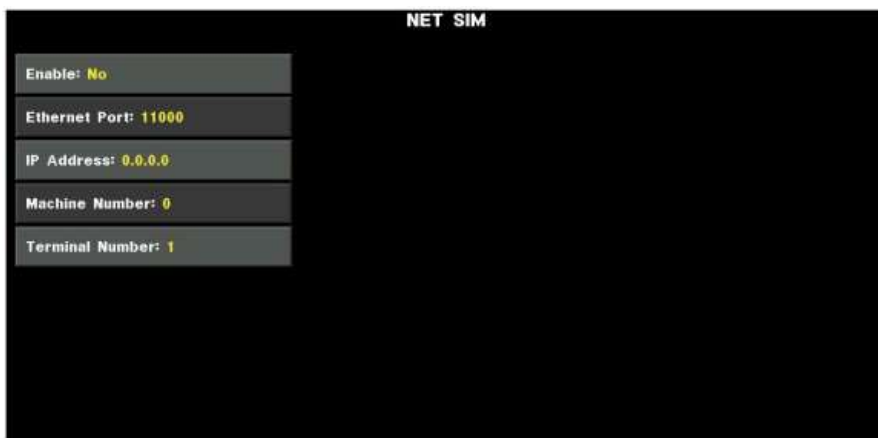 NET SIM
Enable: No
Ethernet Port: 11000
IP Address: 0.0.0.0
Machine Number: 0
Terminal Number: 1